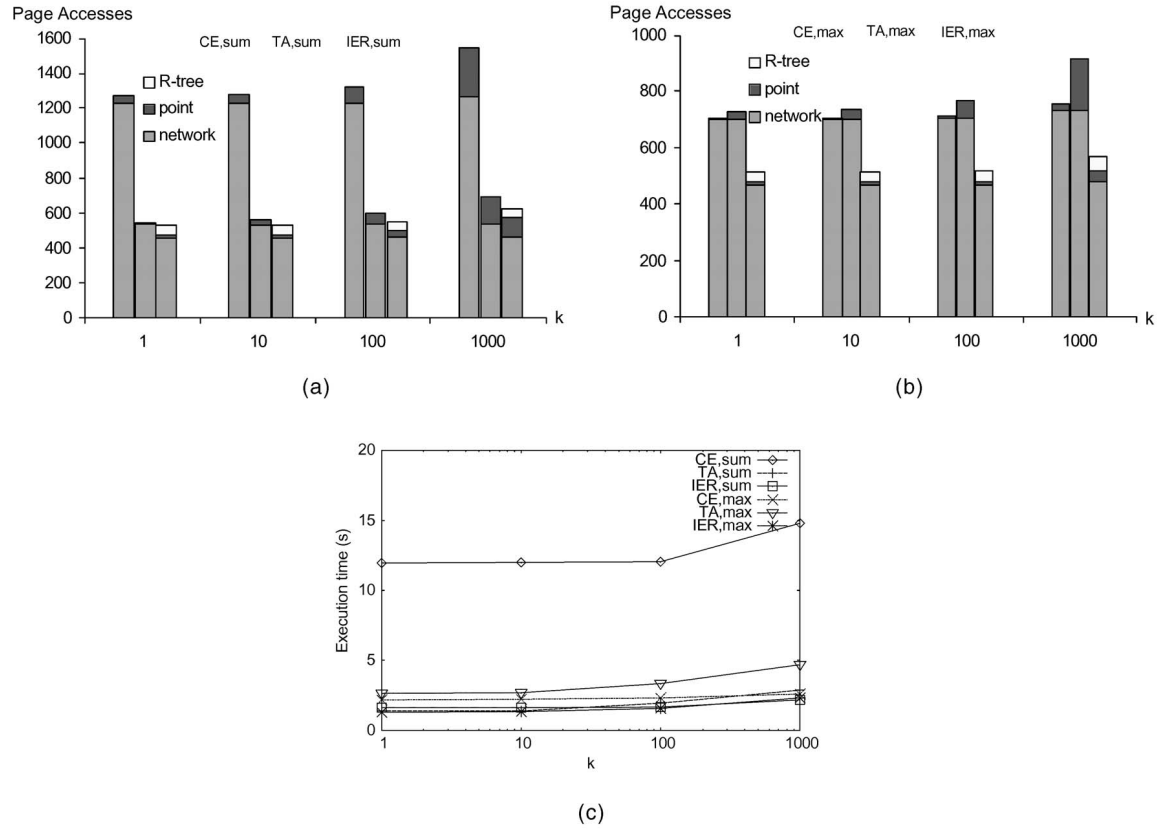 Page Accesses
1600
1400
1200
1000
800
600
400
200
0
CE,sum TA,sum IER,sum
R-tree
point
network
1 10 100 1000
k
(a)
Page Accesses
1000
800
600
400
200
0
CE,max TA,max IER,max
R-tree
point
network
1 10 100 1000
k
(b)
20
15
10
5
0
Execution time (s)
CE,sum
TA,sum
IER,sum
CE,max
TA,max
IER,max
1 10 100 1000
k
(c)